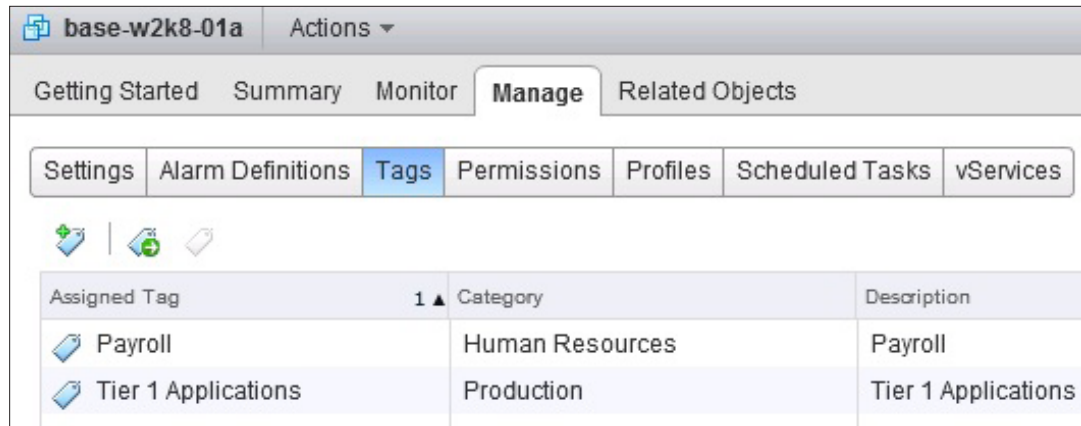 base-w2k8-01a Actions
Getting Started Summary Monitor Manage Related Objects
Settings Alarm Definitions Tags Permissions Profiles Scheduled Tasks vServices
Assigned Tag 1 ▲ Category Description
Payroll Human Resources Payroll
Tier 1 Applications Production Tier 1 Applications